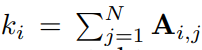 k_i = \sum_{j=1}^{N} \mathbf{A}_{i,j}